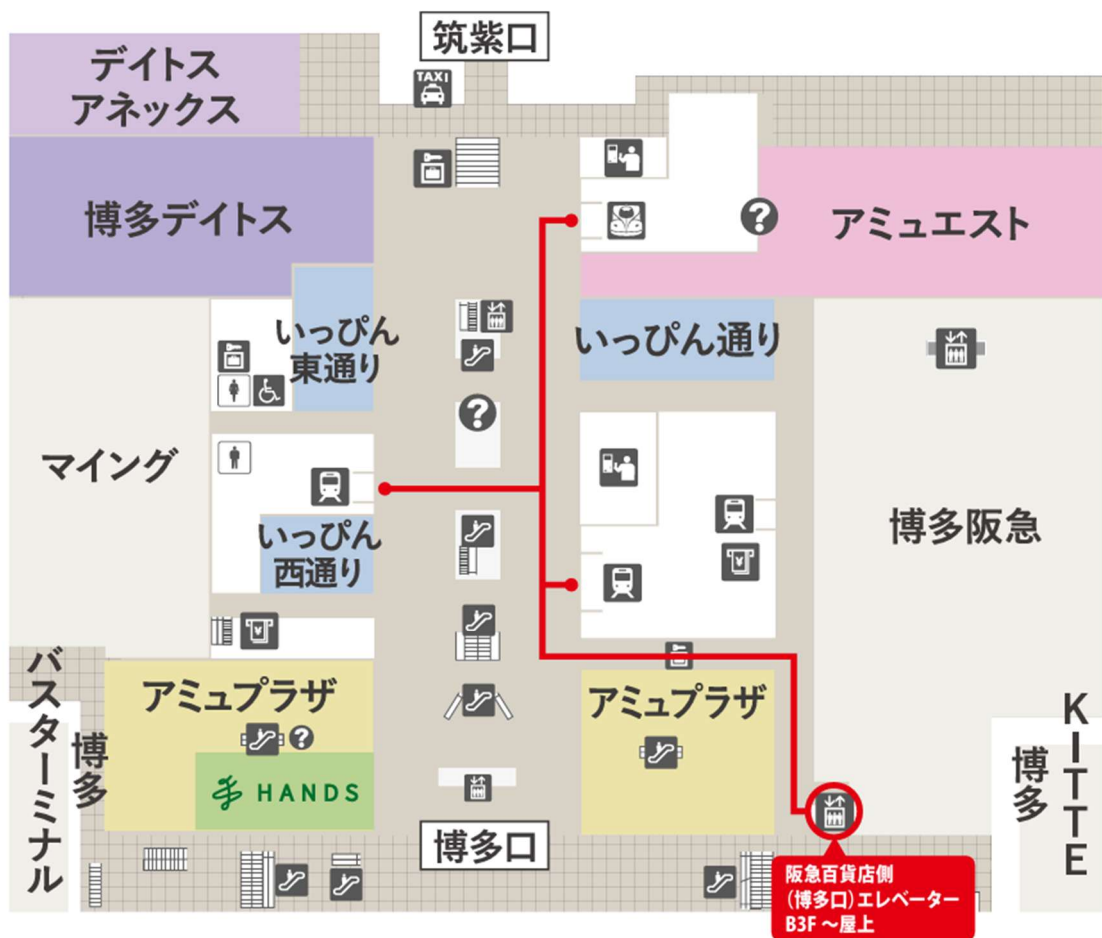 筑紫口
デイトス
アネックス
TAXI
博多デイトス
?
アミュエスト
いっぴん
東通り
いっぴん通り
?
マイング
いっぴん
西通り
博多阪急
¥
¥
バスターミナル
博多
アミュプラザ
?
HANDS
アミュプラザ
KITTE
博多
博多口
阪急百貨店側
(博多口)エレベーター
B3F ～屋上